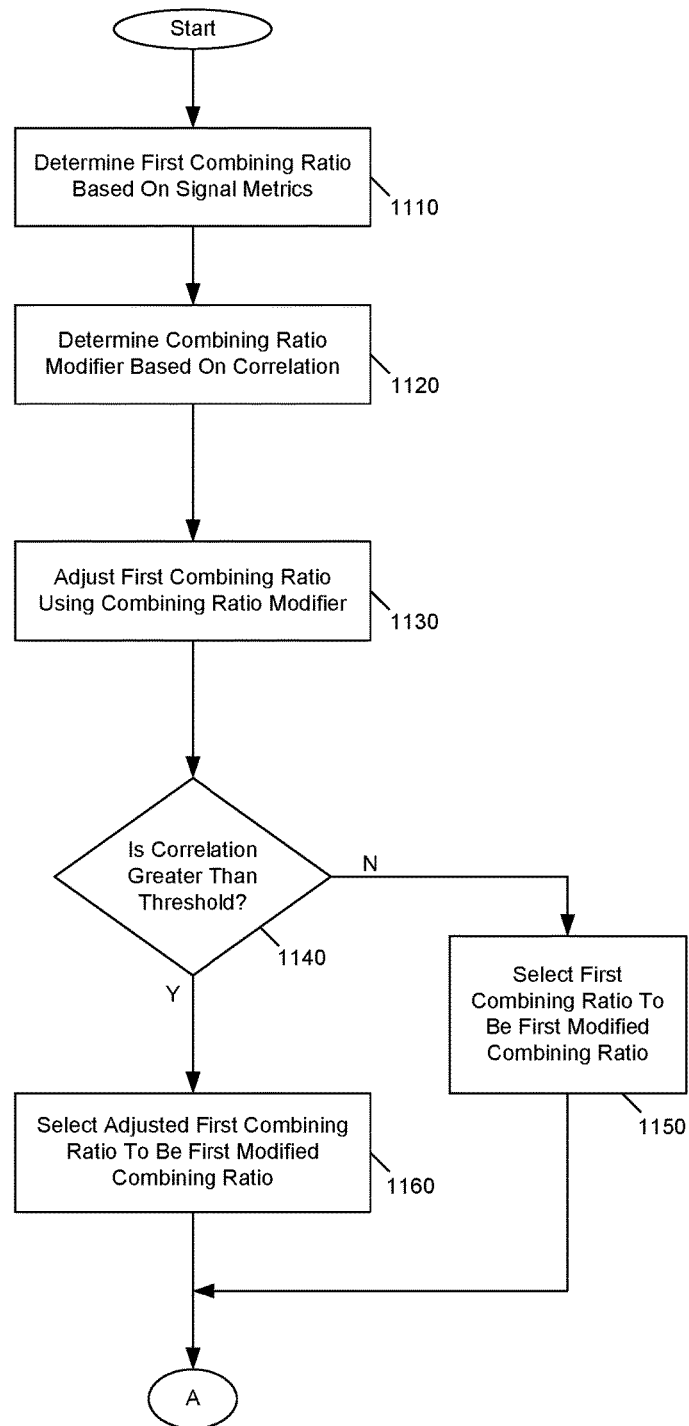 Start
Determine First Combining Ratio
Based On Signal Metrics
1110
Determine Combining Ratio
Modifier Based On Correlation
1120
Adjust First Combining Ratio
Using Combining Ratio Modifier
1130
Is Correlation
Greater Than
Threshold?
1140
N
Y
Select First
Combining Ratio To
Be First Modified
Combining Ratio
1150
Select Adjusted First Combining
Ratio To Be First Modified
Combining Ratio
1160
A